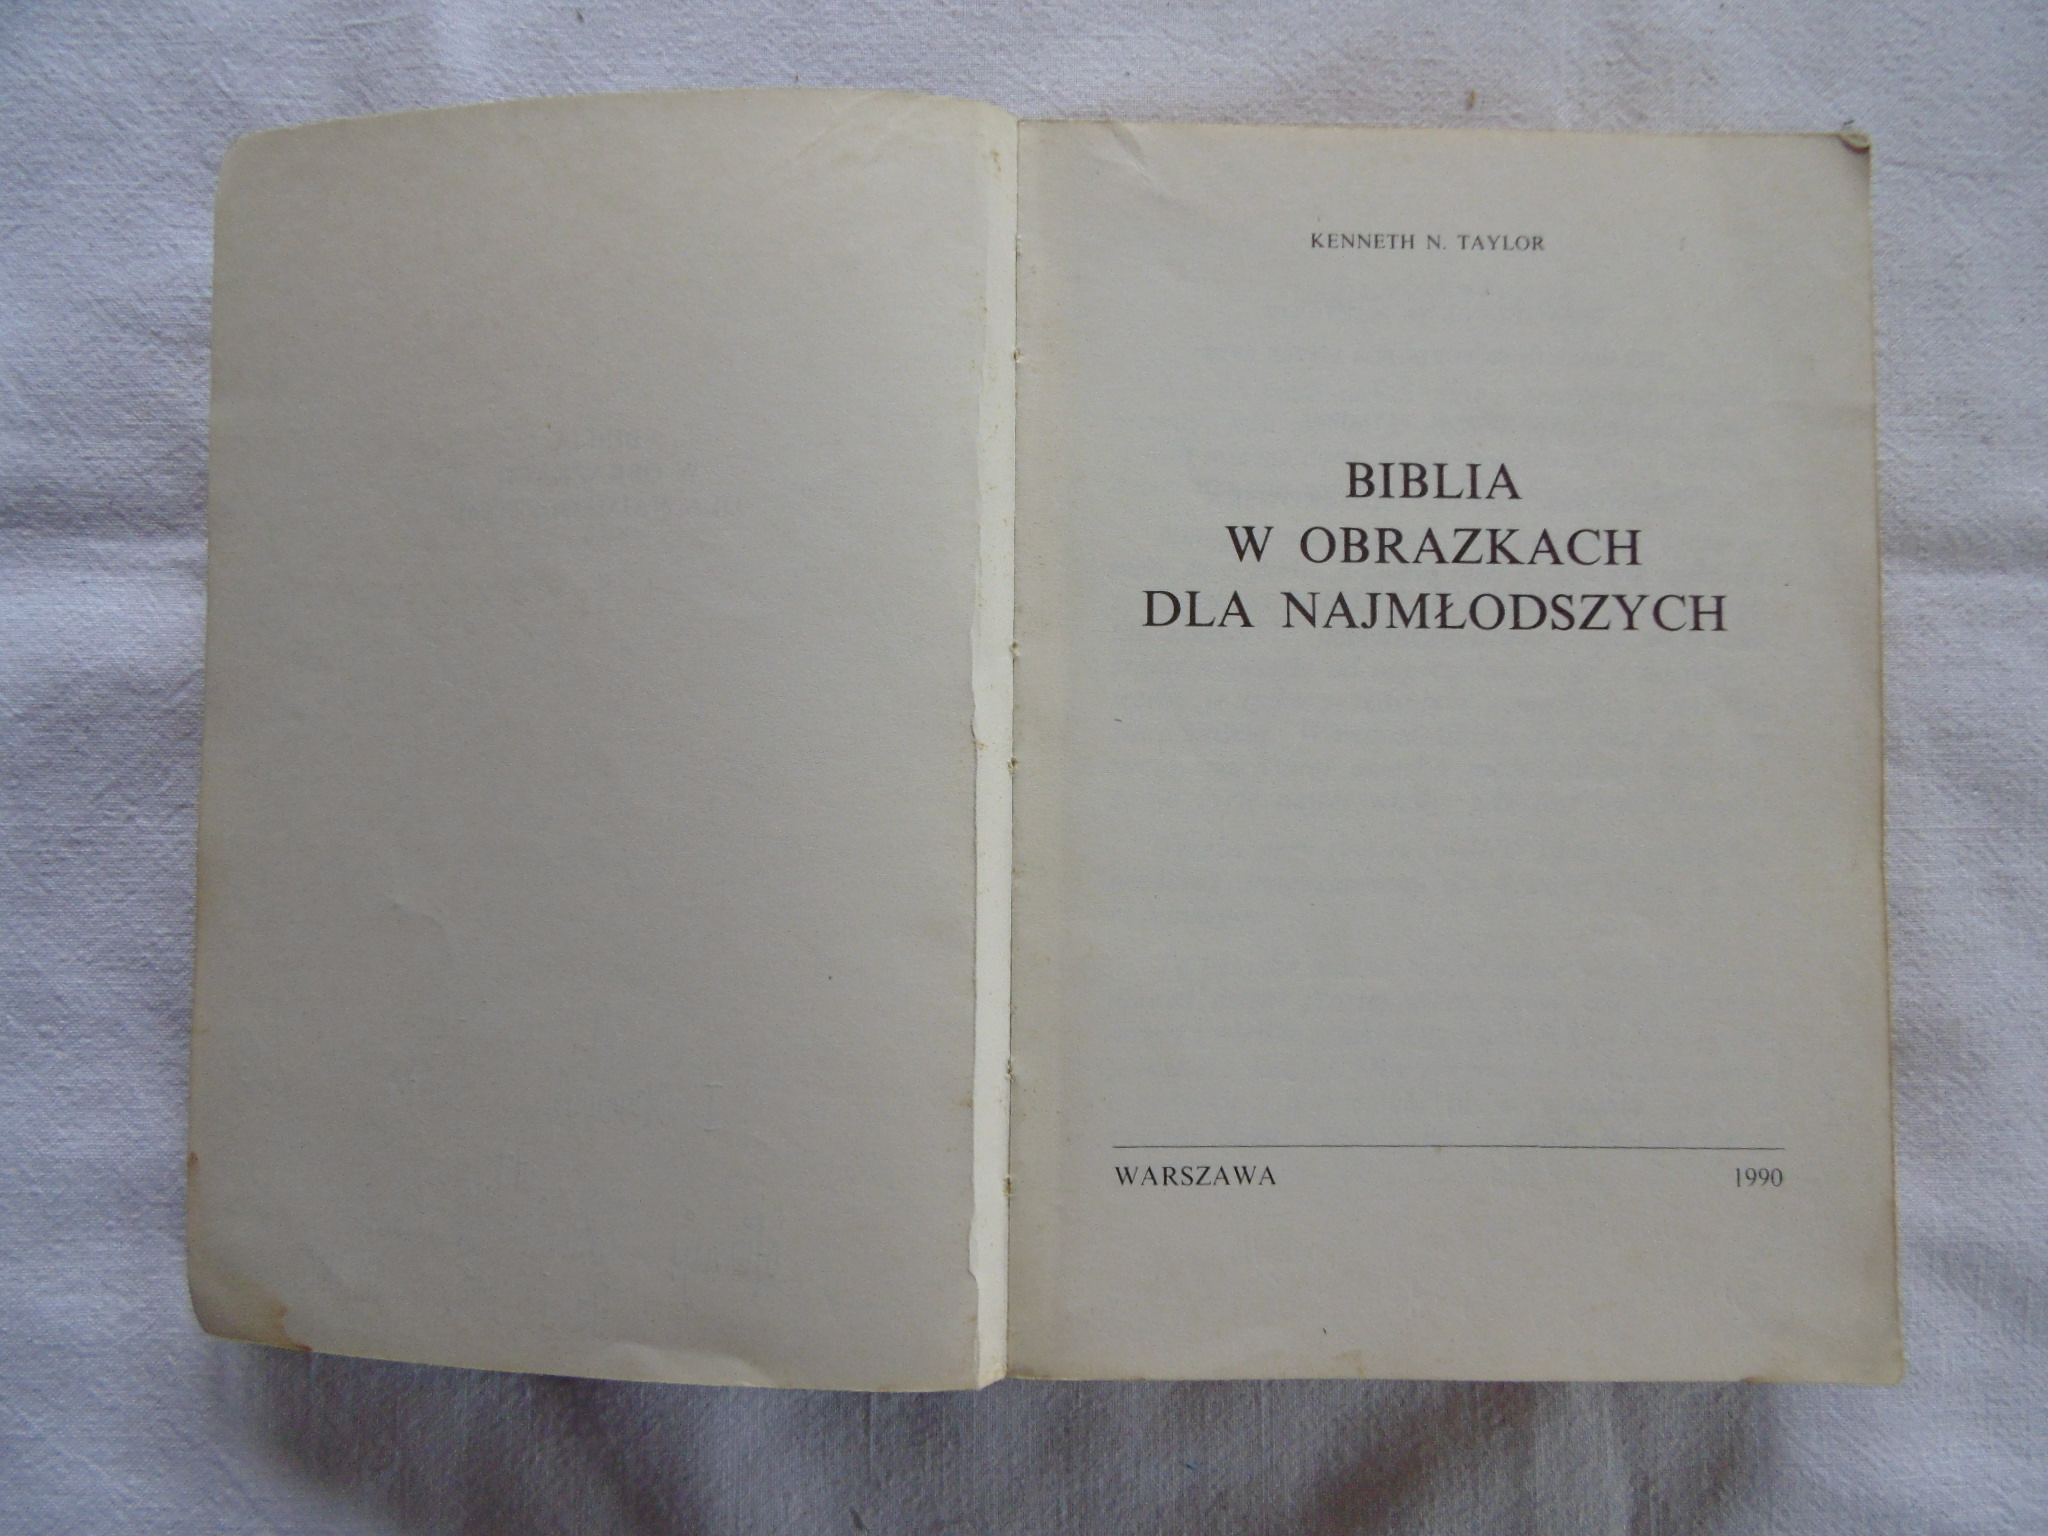 KENNETH N. TAYLOR
BIBLIA
W OBRAZKACH
DLA NAJMŁODSZYCH
WARSZAWA 1990